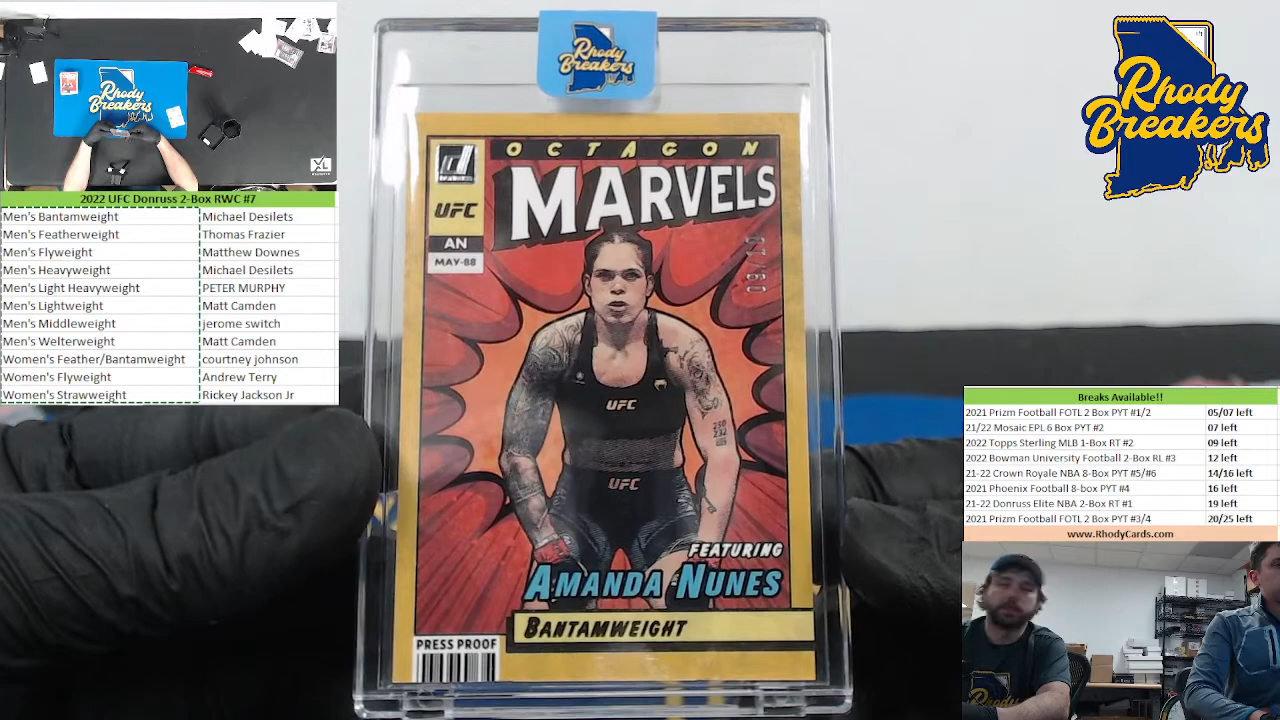 Rhody
Breakers
XL
2022 UFC Donruss 2-Box RWC #7
Men's Bantamweight Michael Desilets
Men's Featherweight Thomas Frazier
Men's Flyweight Matthew Downes
Men's Heavyweight Michael Desilets
Men's Light Heavyweight PETER MURPHY
Men's Lightweight Matt Camden
Men's Middleweight jerome switch
Men's Welterweight Matt Camden
Women's Feather/Bantamweight courtney johnson
Women's Flyweight Andrew Terry
Women's Strawweight Rickey Jackson Jr
Rhody
Breakers
OCTAGON
MARVELS
d
UFC
AN
MAY-88
UFC
UFC
FEATURING
AMANDA NUNES
BANTAMWEIGHT
PRESS PROOF
Rhody
Breakers
Breaks Available!!
2021 Prizm Football FOTL 2 Box PYT #1/2 05/07 left
21/22 Mosaic EPL 6 Box PYT #2 07 left
2022 Topps Sterling MLB 1-Box RT #2 09 left
2022 Bowman University Football 2-Box RL #3 12 left
21-22 Crown Royale NBA 8-Box PYT #5/#6 14/16 left
2021 Phoenix Football 8-box PYT #4 16 left
21-22 Donruss Elite NBA 2-Box RT #1 19 left
2021 Prizm Football FOTL 2 Box PYT #3/4 20/25 left
www.RhodyCards.com